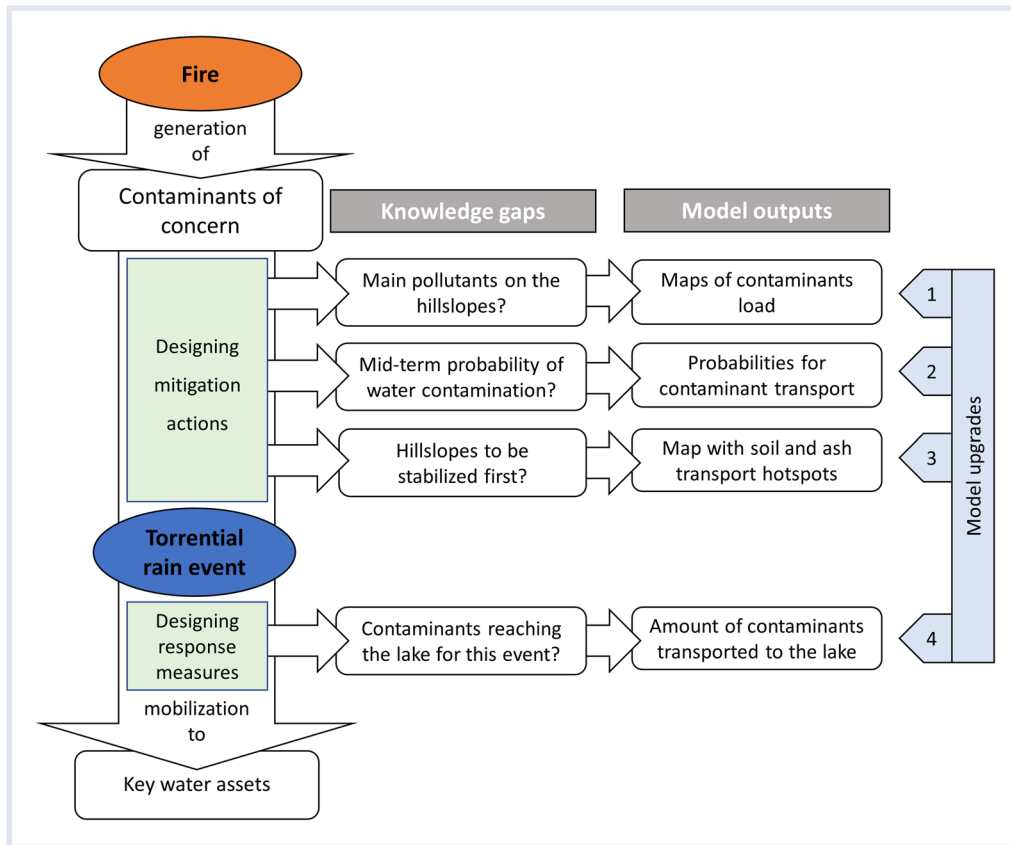 Fire
generation
of
Contaminants of
concern
Knowledge gaps
Model outputs
Designing
mitigation
actions
Main pollutants on the
hillslopes?
Maps of contaminants
load
1
Mid-term probability of
water contamination?
Probabilities for
contaminant transport
2
Hillslopes to be
stabilized first?
Map with soil and ash
transport hotspots
3
Model upgrades
Torrential
rain event
Designing
response
measures
Contaminants reaching
the lake for this event?
Amount of contaminants
transported to the lake
4
mobilization
to
Key water assets